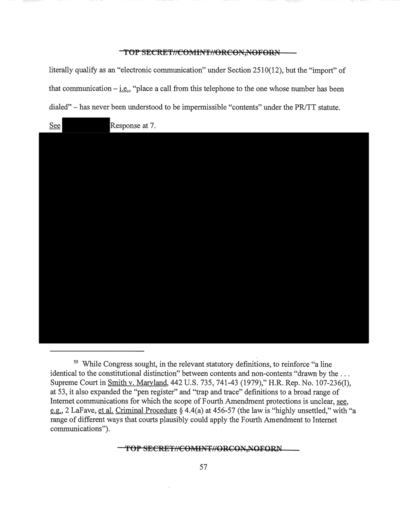 TOP SECRET//COMINT//ORCON,NOFORN
literally qualify as an "electronic communication" under Section 2510(12), but the "import" of
that communication – i.e., "place a call from this telephone to the one whose number has been
dialed" – has never been understood to be impermissible "contents" under the PR/TT statute.
See Response at 7.
58 While Congress sought, in the relevant statutory definitions, to reinforce "a line
identical to the constitutional distinction" between contents and non-contents "drawn by the . . .
Supreme Court in Smith v. Maryland, 442 U.S. 735, 741-43 (1979)," H.R. Rep. No. 107-236(I),
at 53, it also expanded the "pen register" and "trap and trace" definitions to a broad range of
Internet communications for which the scope of Fourth Amendment protections is unclear, see,
e.g., 2 LaFave, et al. Criminal Procedure § 4.4(a) at 456-57 (the law is "highly unsettled," with "a
range of different ways that courts plausibly could apply the Fourth Amendment to Internet
communications").
TOP SECRET//COMINT//ORCON,NOFORN
57